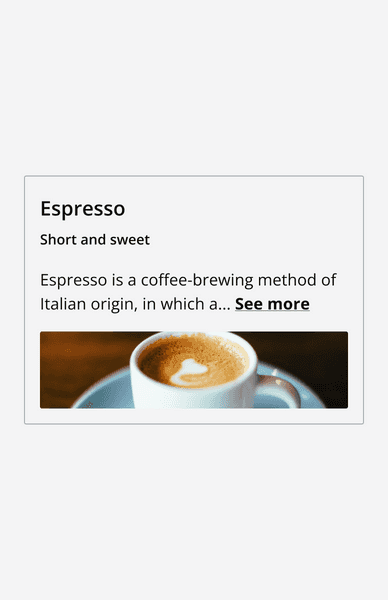 Espresso
Short and sweet
Espresso is a coffee-brewing method of
Italian origin, in which a... See more